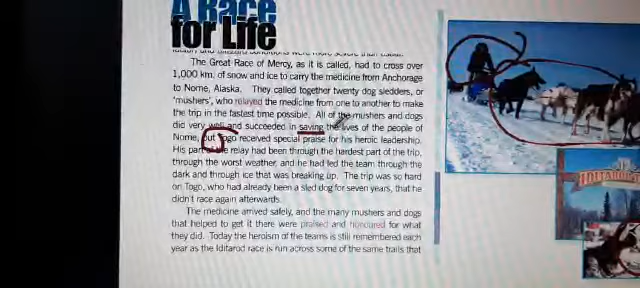 A Race
for Life
The Great Race of Mercy, as it is called, had to cross over
1,000 km. of snow and ice to carry the medicine from Anchorage
to Nome, Alaska. They called together twenty dog sledders, or
'mushers', who relayed the medicine from one to another to make
the trip in the fastest time possible. All of the mushers and dogs
did very well and succeeded in saving the lives of the people of
Nome, but Togo received special praise for his heroic leadership.
His part of the relay had been through the hardest part of the trip,
through the worst weather, and he had led the team through the
dark and through ice that was breaking up. The trip was so hard
on Togo, who had already been a sled dog for seven years, that he
didn't race again afterwards.
The medicine arrived safely, and the many mushers and dogs
that helped to get it there were praised and honoured for what
they did. Today the heroism of the teams is still remembered each
year as the Iditarod race is run across some of the same trails that